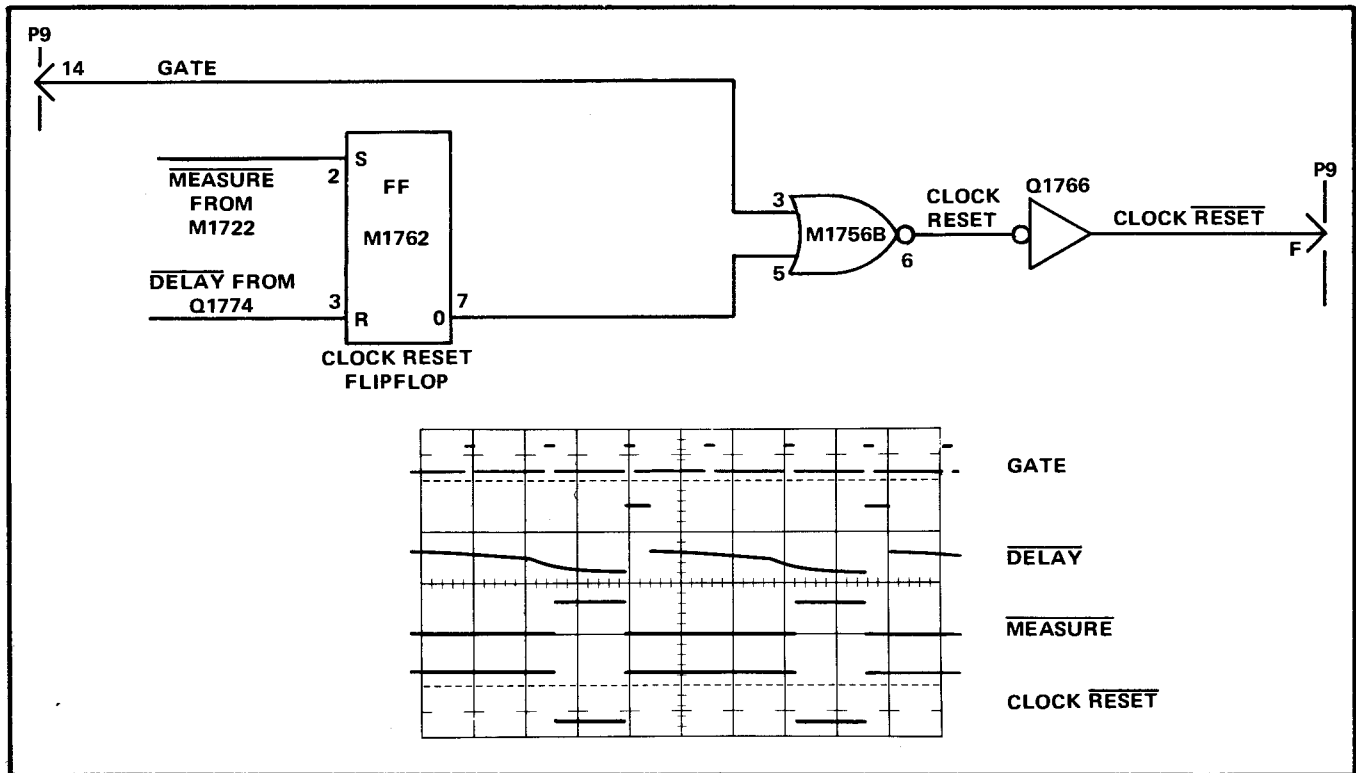 P9
14 GATE
MEASURE
FROM
M1722
2
S
FF
M1762
DELAY FROM
Q1774
3
R
0
7
CLOCK RESET
FLIPFLOP
3
5
M1756B
6
CLOCK
RESET
Q1766
CLOCK RESET
P9
F
GATE
DELAY
MEASURE
CLOCK RESET